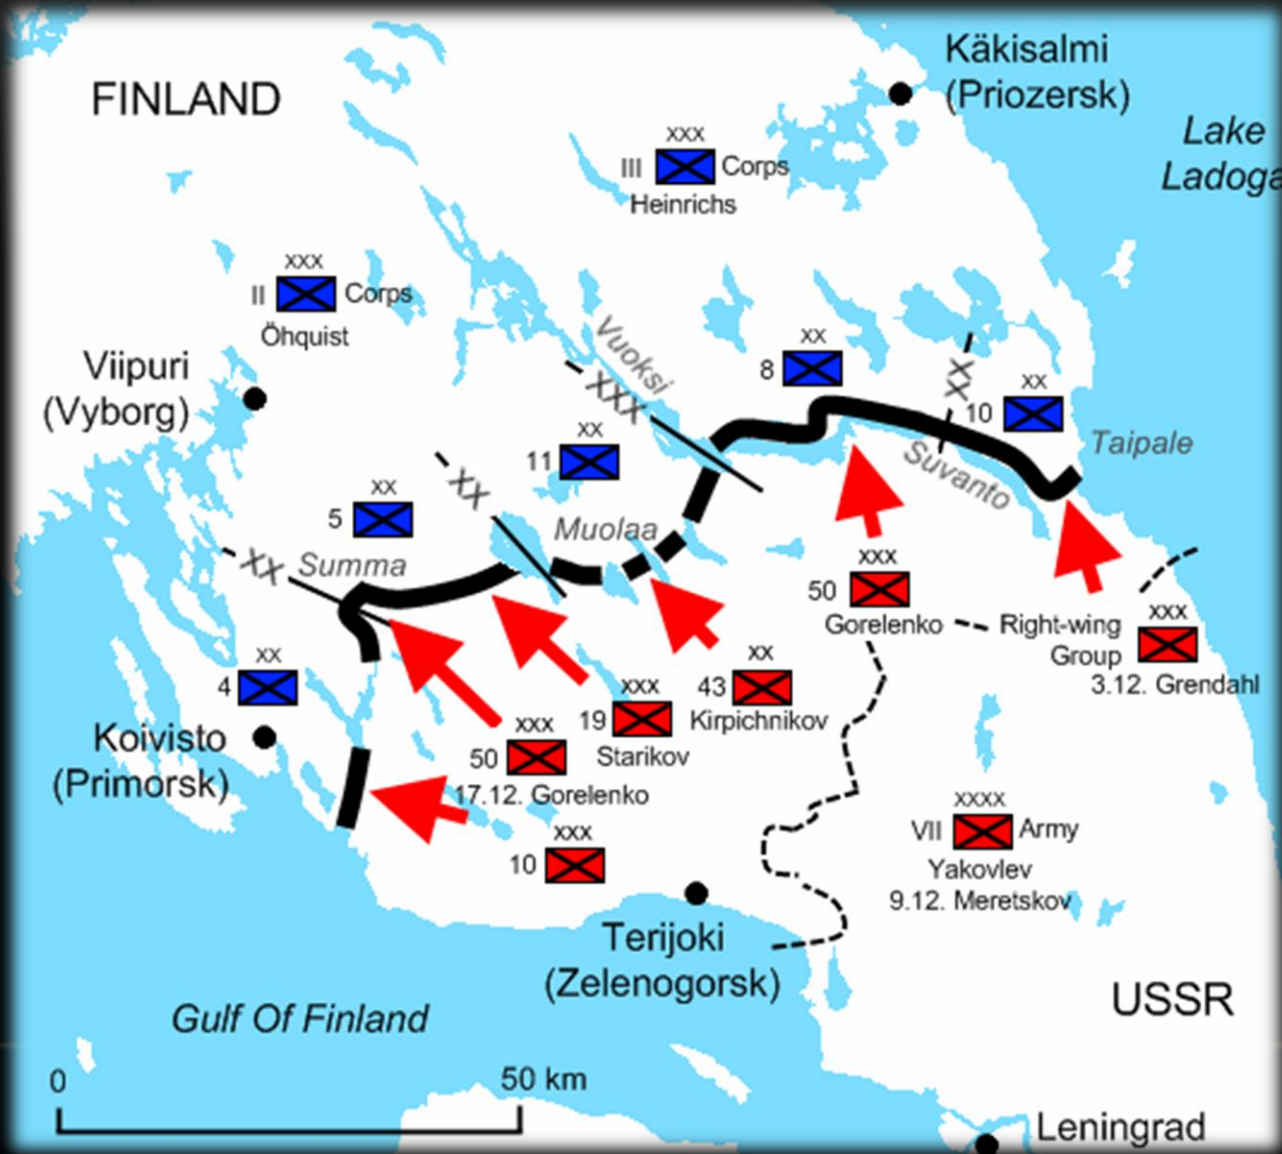 Käkisalmi
(Priozersk)
FINLAND
Lake
Ladoga
XXX
III Corps
Heinrichs
XXX
II Corps
Öhquist
Vuoksi
Viipuri
(Vyborg)
XX
8
XX
XX
10
XXX
XX
11
Taipale
Suvanto
XX
XX
5
Muolaa
XX
Summa
XXX
50
Gorelenko
Right-wing
Group
XXX
3.12. Grendahl
XX
4
XX
43
Kirpichnikov
XXX
19
Starikov
Koivisto
(Primorsk)
XXX
50
17.12. Gorelenko
XXX
10
XXXX
VII Army
Yakovlev
9.12. Meretskov
Terijoki
(Zelenogorsk)
USSR
Gulf Of Finland
0 50 km
Leningrad